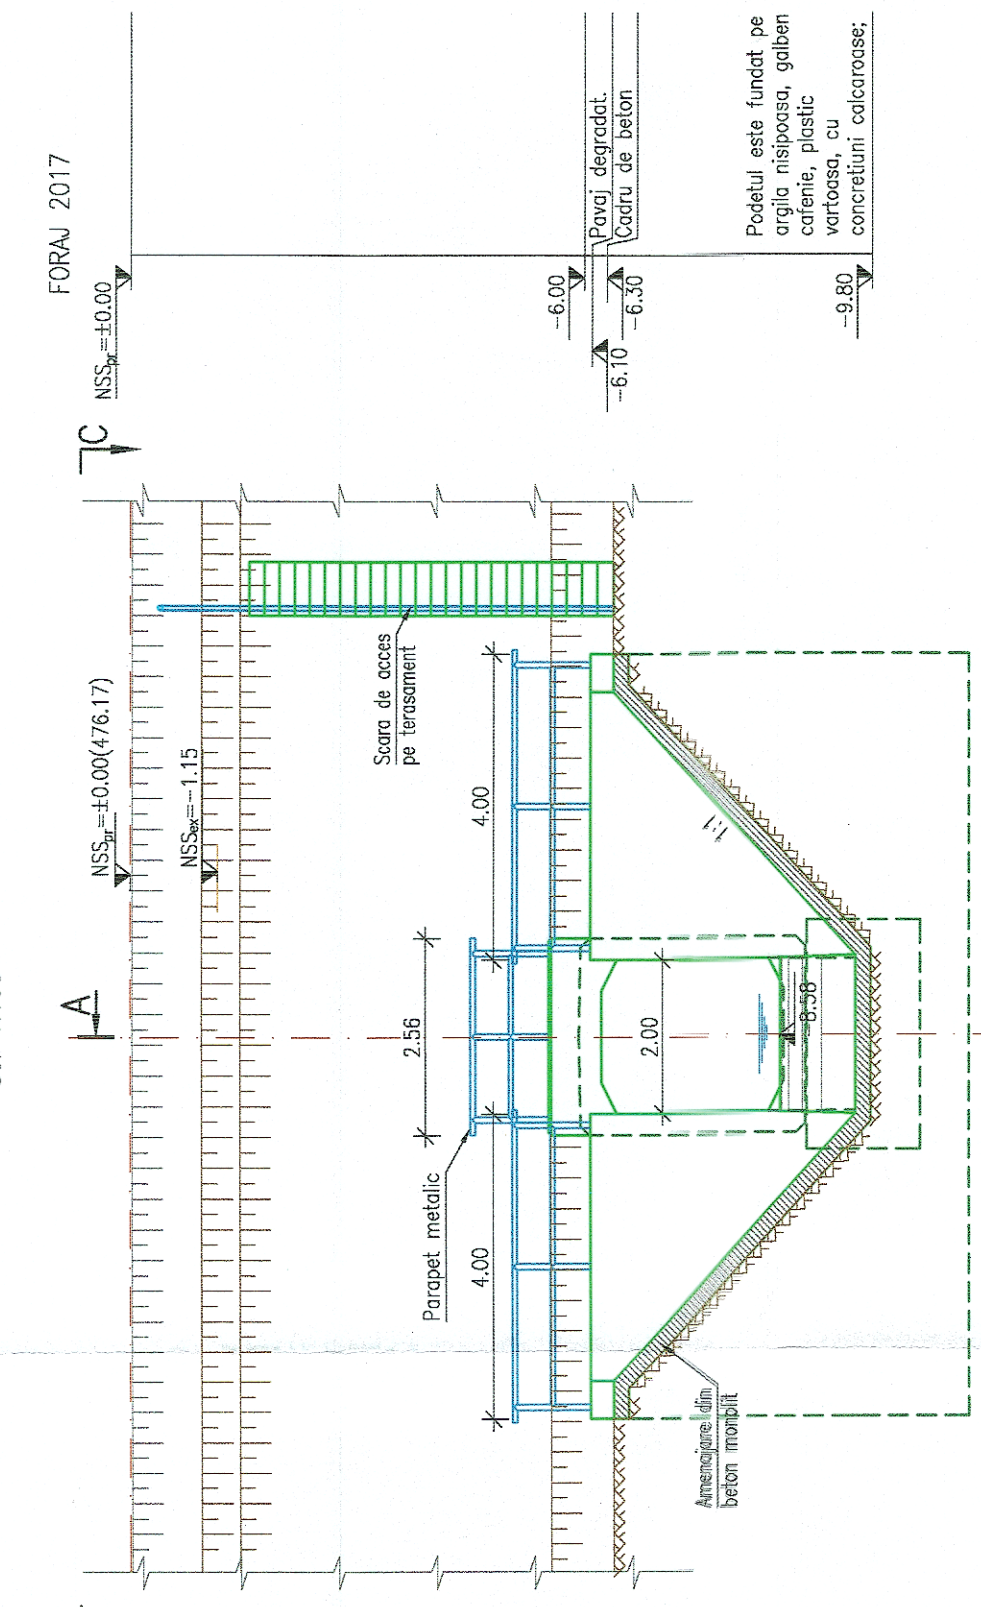 FORAJ 2017
NSSpr=±0.00
-6.00
-6.10
-6.30
-9.80
Pavaj degradat.
Cadru de beton
Podetul este fundat pe
argila nisipoasa, galben
cafenie, plastic
vartoasa, cu
concretiuni calcaroase;
C
A
NSSpr=±0.00(476.17)
NSSex=-1.15
Scara de acces
pe terasament
Parapet metalic
4.00
2.56
4.00
2.00
-8.58
1:1
Amenajare din
beton monolit